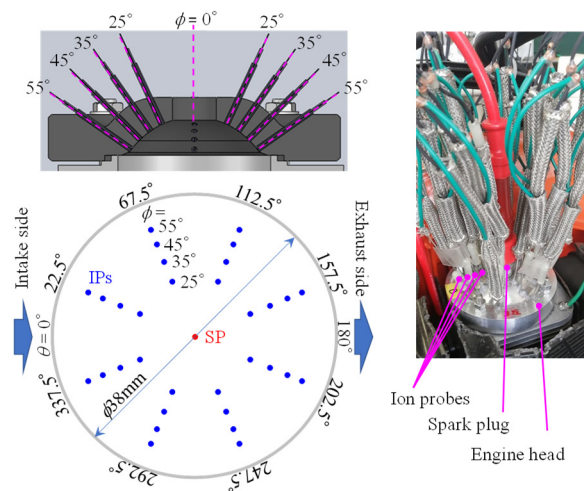 ϕ = 0°
25°
35°
45°
55°
25°
35°
45°
55°
67.5°
112.5°
ϕ =
55°
45°
35°
25°
IPs
22.5°
157.5°
Intake side
Exhaust side
θ = 0°
180°
SP
ϕ38mm
337.5°
202.5°
292.5°
247.5°
Ion probes
Spark plug
Engine head